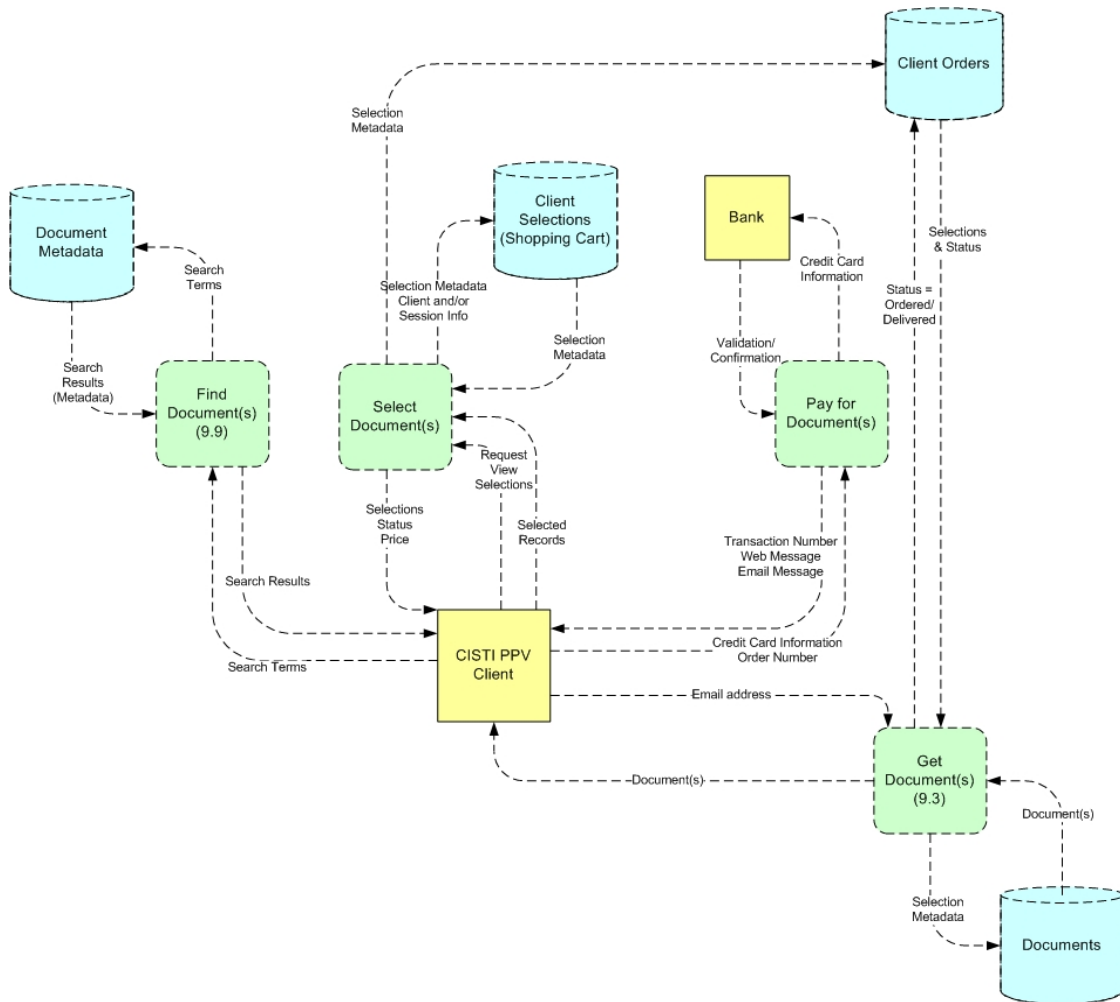 Client Orders
Selection
Metadata
Document
Metadata
Client
Selections
(Shopping Cart)
Bank
Selections
& Status
Search
Terms
Credit Card
Information
Selection Metadata
Client and/or
Session Info
Status =
Ordered/
Delivered
Selection
Metadata
Validation/
Confirmation
Search
Results
(Metadata)
Find
Document(s)
(9.9)
Select
Document(s)
Pay for
Document(s)
Request
View
Selections
Selections
Status
Price
Selected
Records
Transaction Number
Web Message
Email Message
Search Results
Search Terms
CISTI PPV
Client
Credit Card Information
Order Number
Email address
Get
Document(s)
(9.3)
Document(s)
Document(s)
Selection
Metadata
Documents